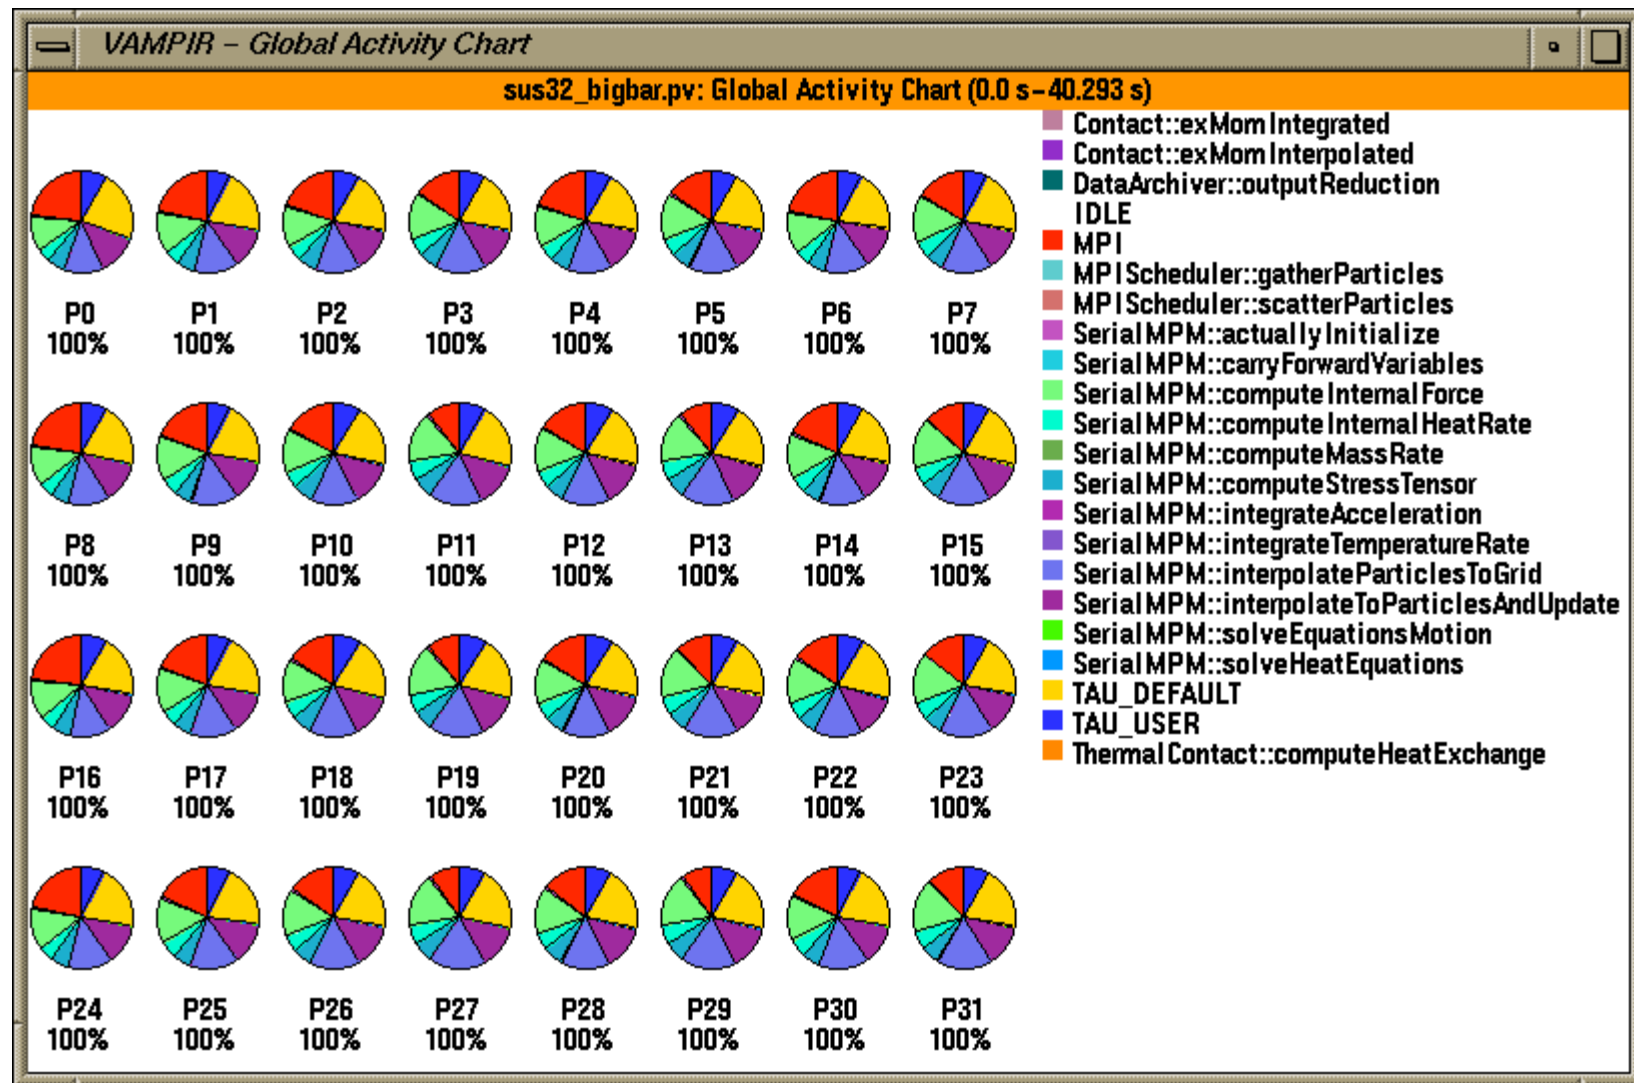 VAMPIR - Global Activity Chart
sus32_bigbar.pv: Global Activity Chart (0.0 s-40.293 s)
Contact::exMomIntegrated
Contact::exMomInterpolated
DataArchiver::outputReduction
IDLE
MPI
MPIScheduler::gatherParticles
MPIScheduler::scatterParticles
SerialMPM::actuallyInitialize
SerialMPM::carryForwardVariables
SerialMPM::computeInternalForce
SerialMPM::computeInternalHeatRate
SerialMPM::computeMassRate
SerialMPM::computeStressTensor
SerialMPM::integrateAcceleration
SerialMPM::integrateTemperatureRate
SerialMPM::interpolateParticlesToGrid
SerialMPM::interpolateToParticlesAndUpdate
SerialMPM::solveEquationsMotion
SerialMPM::solveHeatEquations
TAU_DEFAULT
TAU_USER
ThermalContact::computeHeatExchange
P0 P1 P2 P3 P4 P5 P6 P7
100% 100% 100% 100% 100% 100% 100% 100%
P8 P9 P10 P11 P12 P13 P14 P15
100% 100% 100% 100% 100% 100% 100% 100%
P16 P17 P18 P19 P20 P21 P22 P23
100% 100% 100% 100% 100% 100% 100% 100%
P24 P25 P26 P27 P28 P29 P30 P31
100% 100% 100% 100% 100% 100% 100% 100%